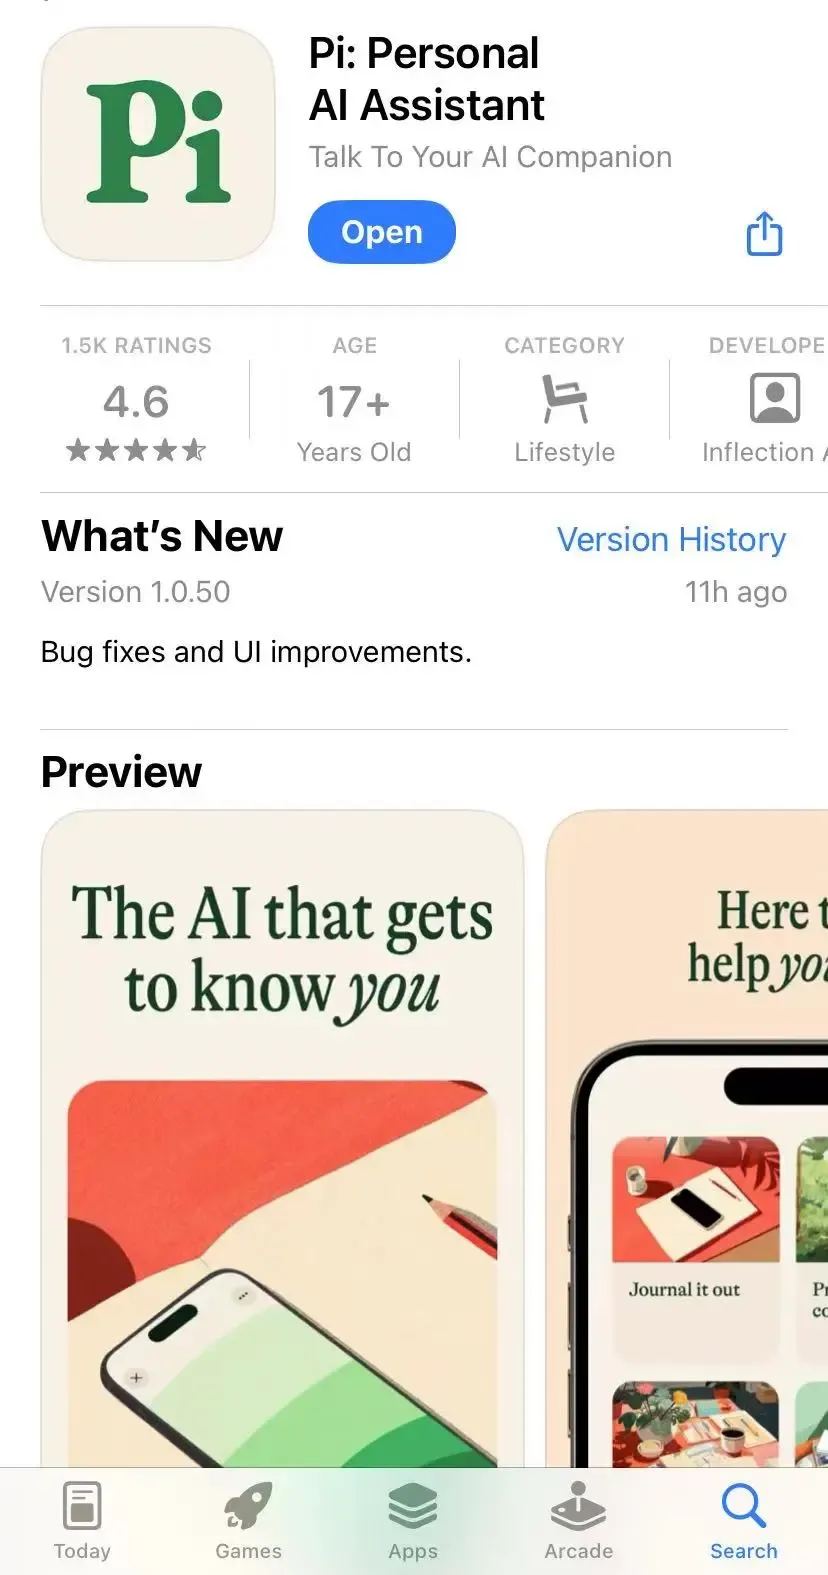 Pi
Pi: Personal
AI Assistant
Talk To Your AI Companion
Open
1.5K RATINGS
4.6
AGE
17+
Years Old
CATEGORY
Lifestyle
DEVELOPE
Inflection
What's New
Version History
Version 1.0.50
11h ago
Bug fixes and UI improvements.
Preview
The AI that gets
to know you
Here t
help you
Journal it out
Pr
co
Today
Games
Apps
Arcade
Search